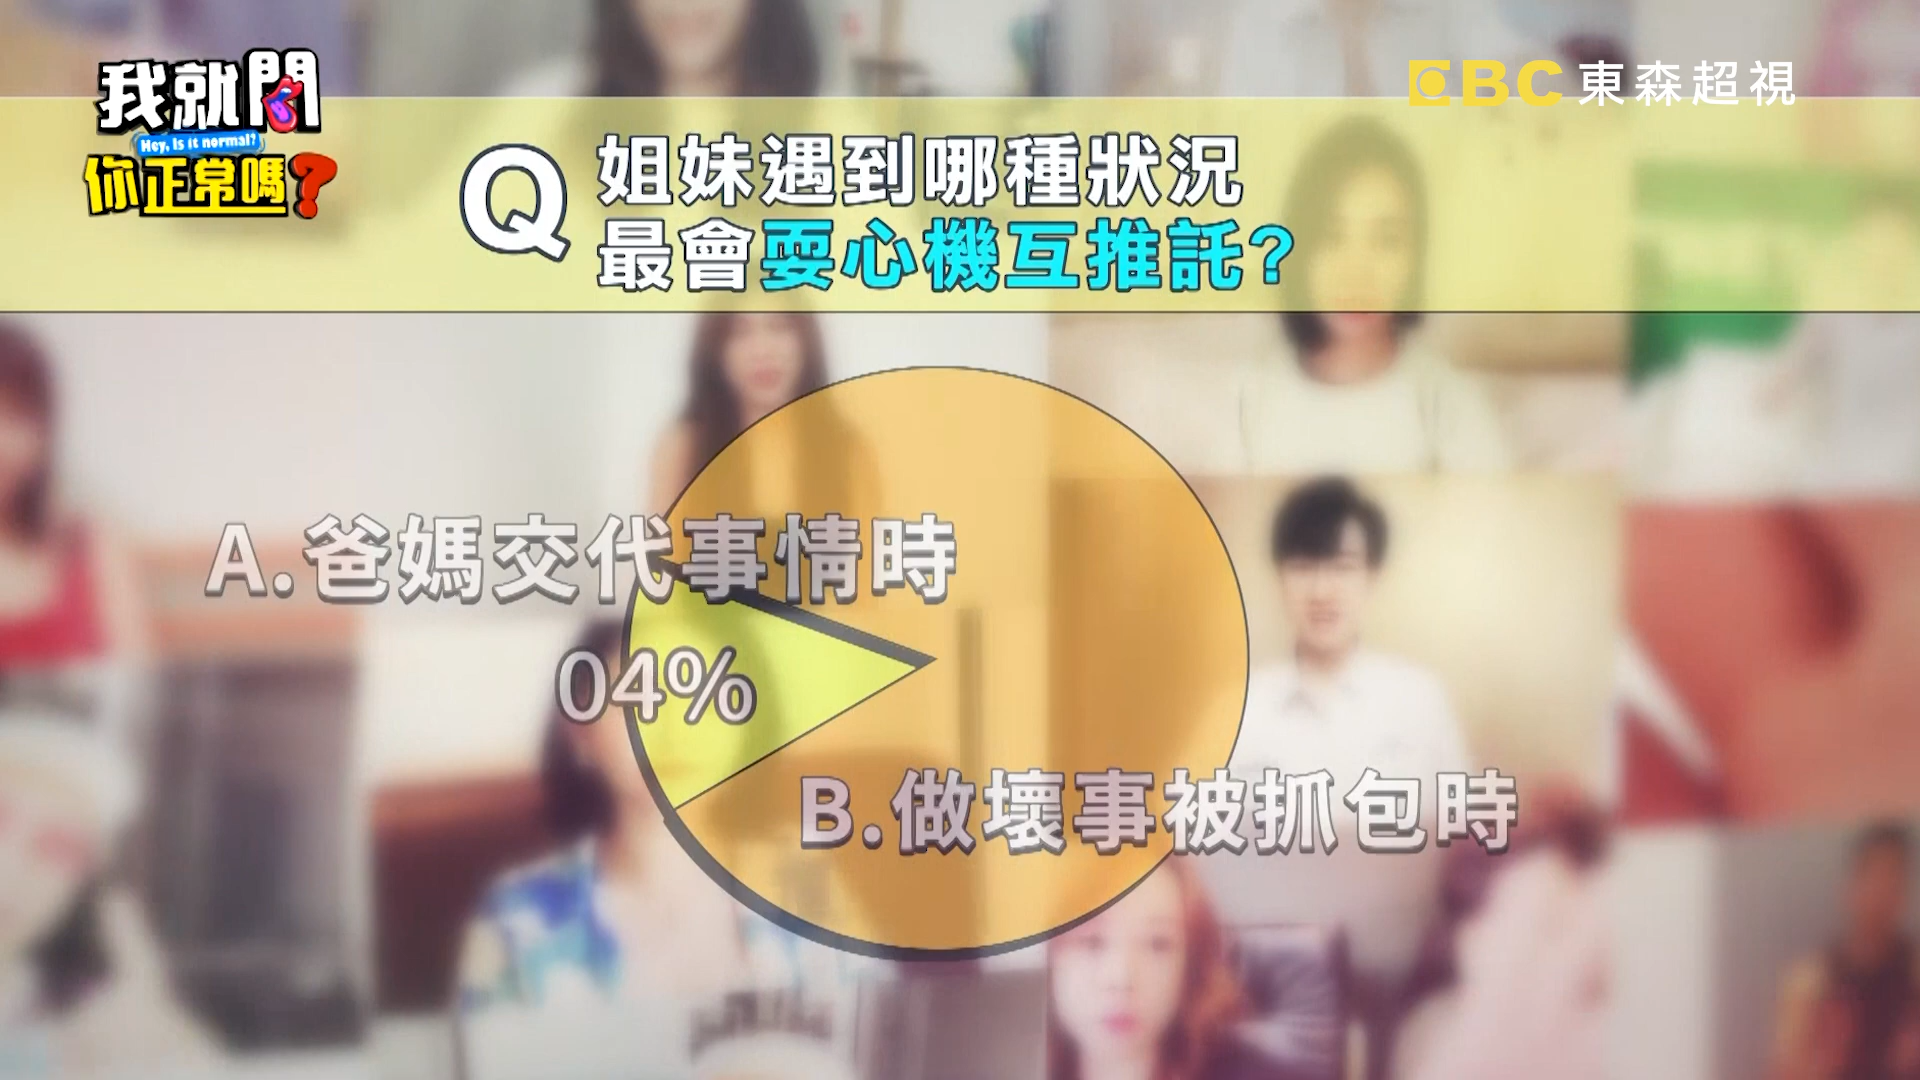 我就問
Hey, Is it normal?
你正常嗎?
EBC 東森超視
Q 姐妹遇到哪種狀況
最會耍心機互推託?
A.爸媽交代事情時
04%
B.做壞事被抓包時